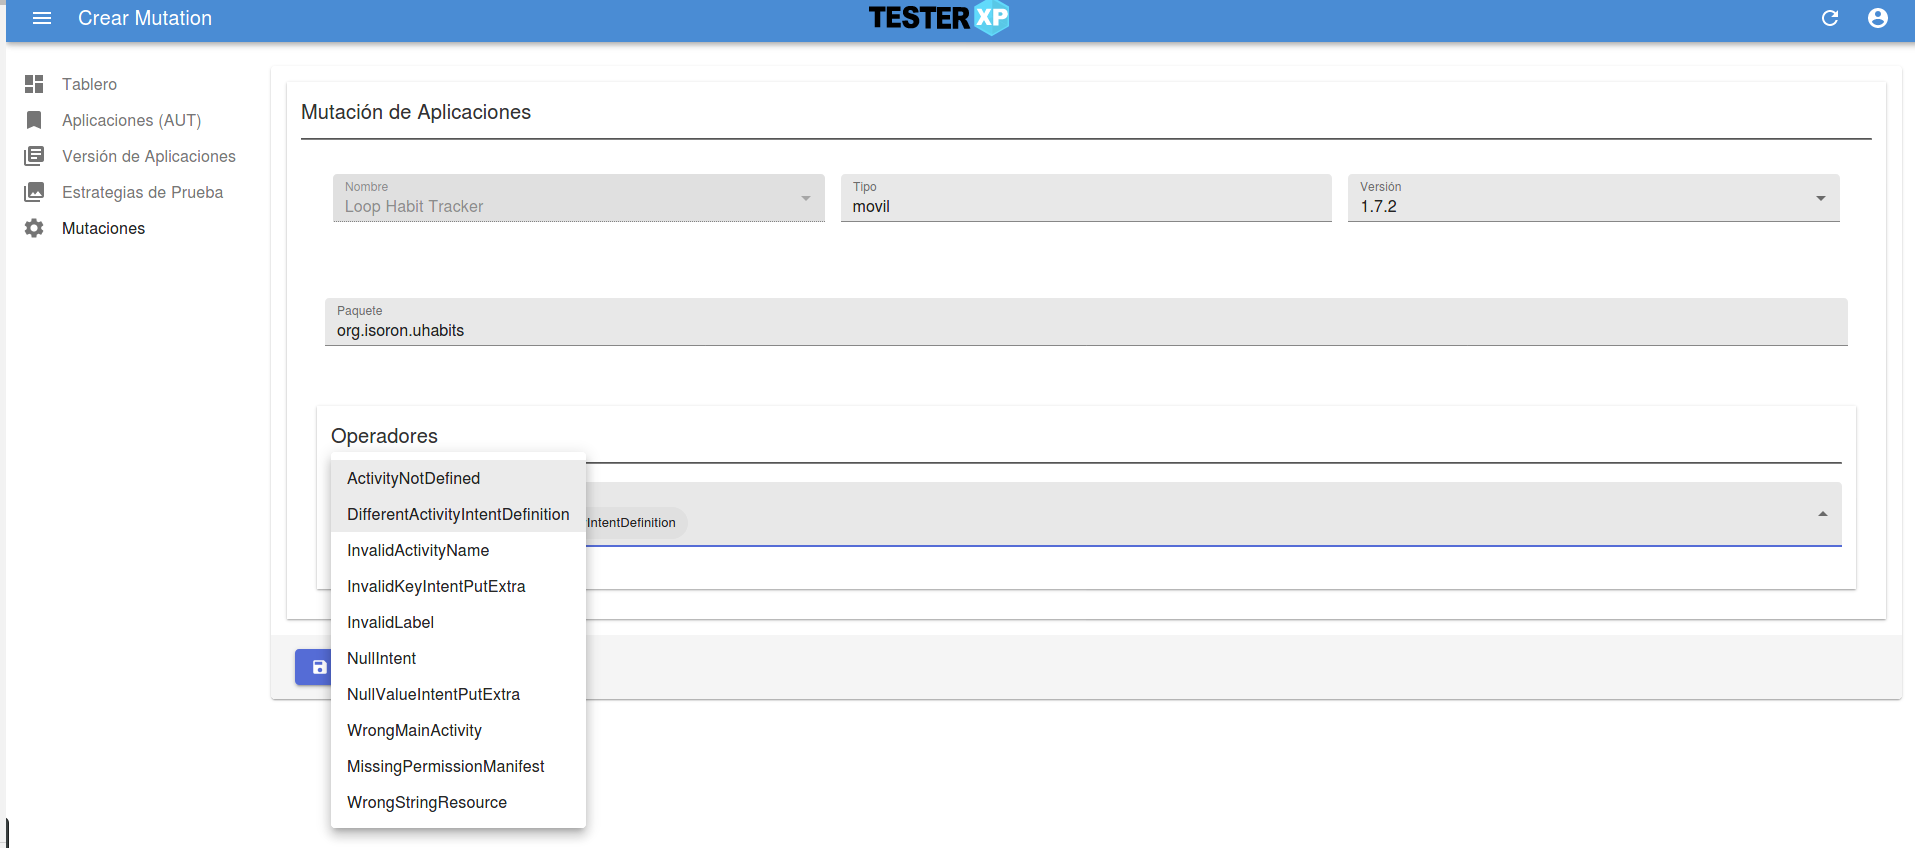 Crear Mutation
TESTER XP
Tablero
Aplicaciones (AUT)
Versión de Aplicaciones
Estrategias de Prueba
Mutaciones
Mutación de Aplicaciones
Nombre
Loop Habit Tracker
Tipo
movil
Versión
1.7.2
Paquete
org.isoron.uhabits
Operadores
ActivityNotDefined
DifferentActivityIntentDefinition
IntentDefinition
InvalidActivityName
InvalidKeyIntentPutExtra
InvalidLabel
NullIntent
NullValueIntentPutExtra
WrongMainActivity
MissingPermissionManifest
WrongStringResource